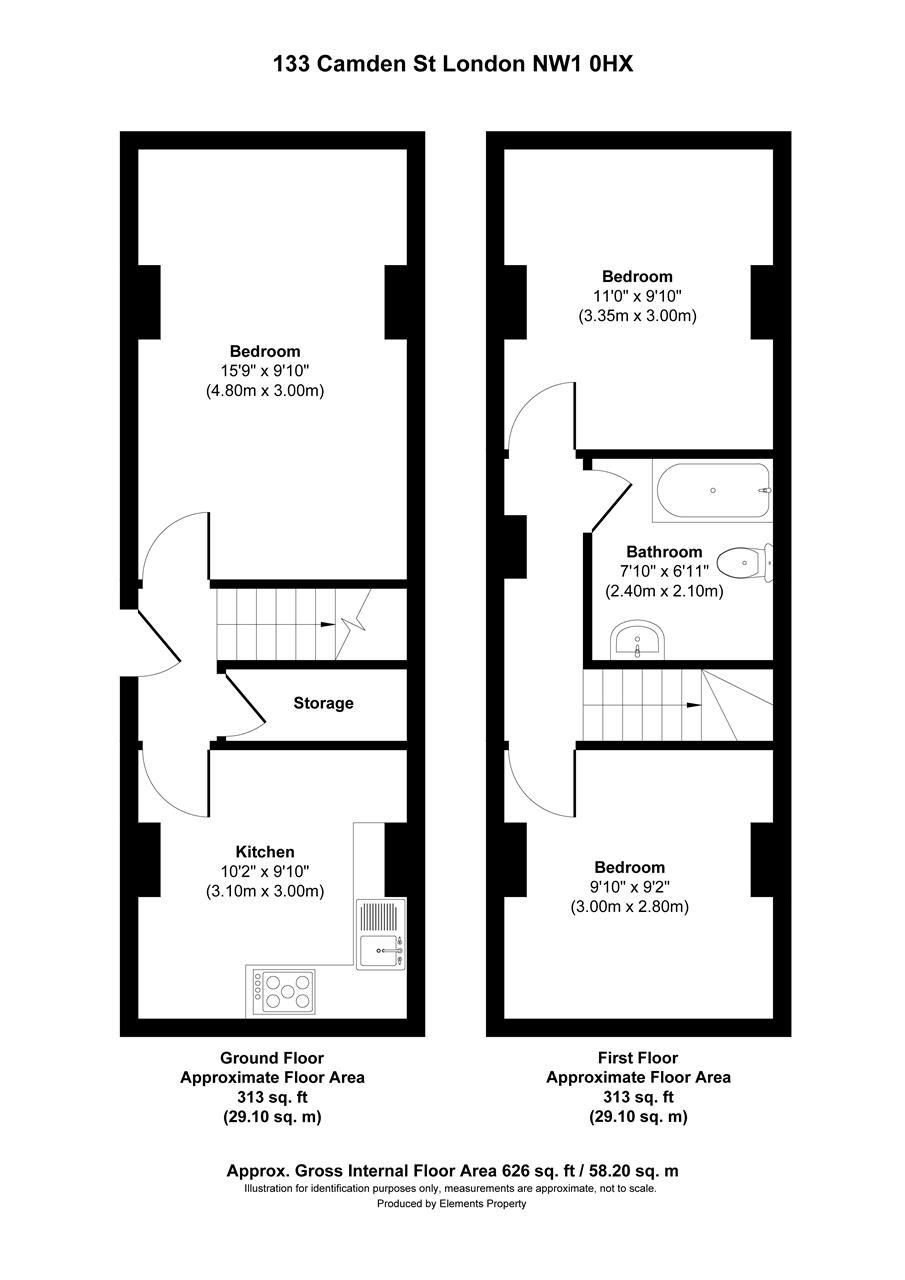 133 Camden St London NW1 0HX
Bedroom
15'9" x 9'10"
(4.80m x 3.00m)
Storage
Kitchen
10'2" x 9'10"
(3.10m x 3.00m)
Ground Floor
Approximate Floor Area
313 sq. ft
(29.10 sq. m)
Bedroom
11'0" x 9'10"
(3.35m x 3.00m)
Bathroom
7'10" x 6'11"
(2.40m x 2.10m)
Bedroom
9'10" x 9'2"
(3.00m x 2.80m)
First Floor
Approximate Floor Area
313 sq. ft
(29.10 sq. m)
Approx. Gross Internal Floor Area 626 sq. ft / 58.20 sq. m
Illustration for identification purposes only, measurements are approximate, not to scale.
Produced by Elements Property